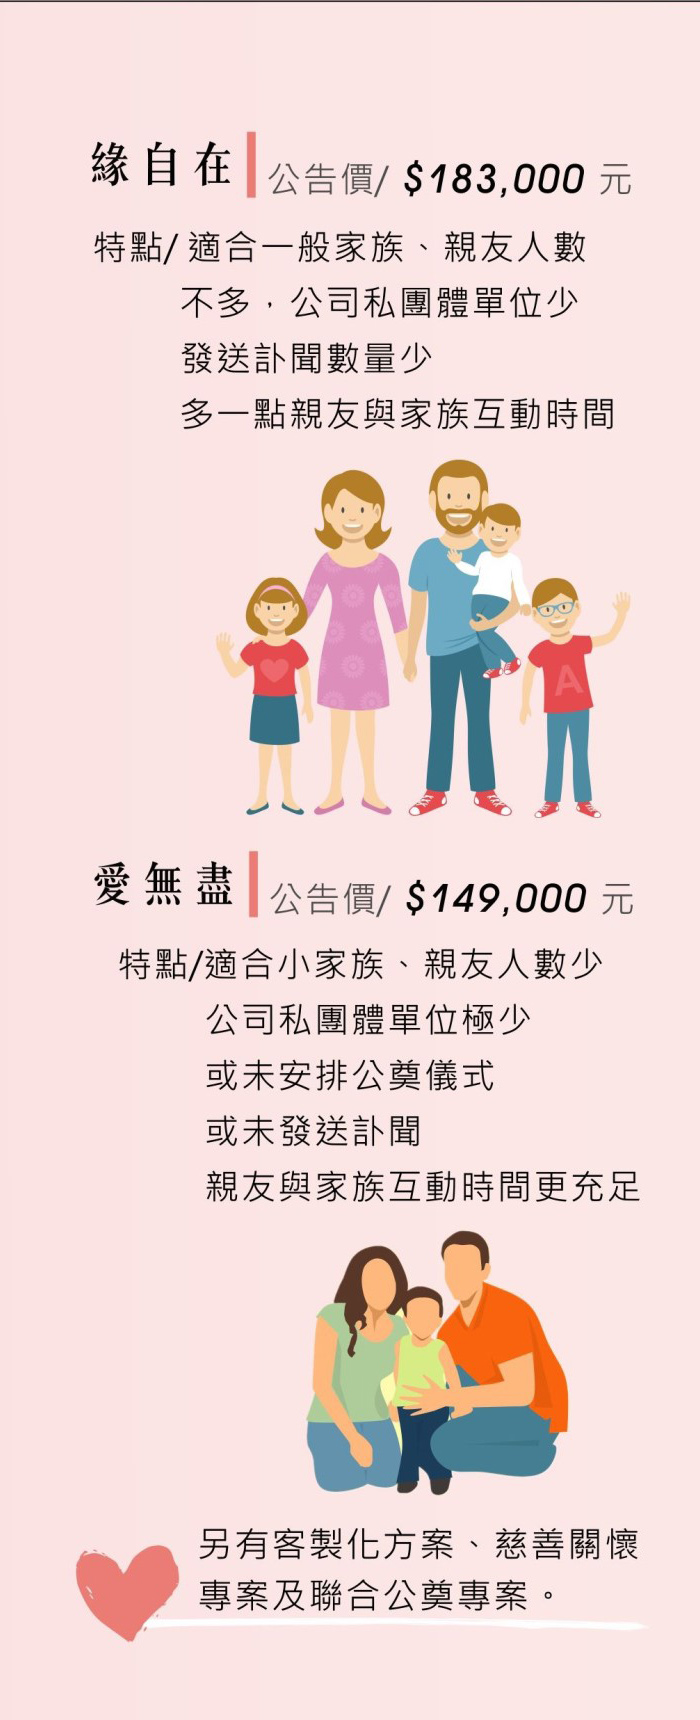 緣自在 公告價/ $183,000 元
特點/ 適合一般家族、親友人數
不多，公司私團體單位少
發送訃聞數量少
多一點親友與家族互動時間
A
愛無盡 公告價/ $149,000 元
特點/適合小家族、親友人數少
公司私團體單位極少
或未安排公奠儀式
或未發送訃聞
親友與家族互動時間更充足
另有客製化方案、慈善關懷
專案及聯合公奠專案。